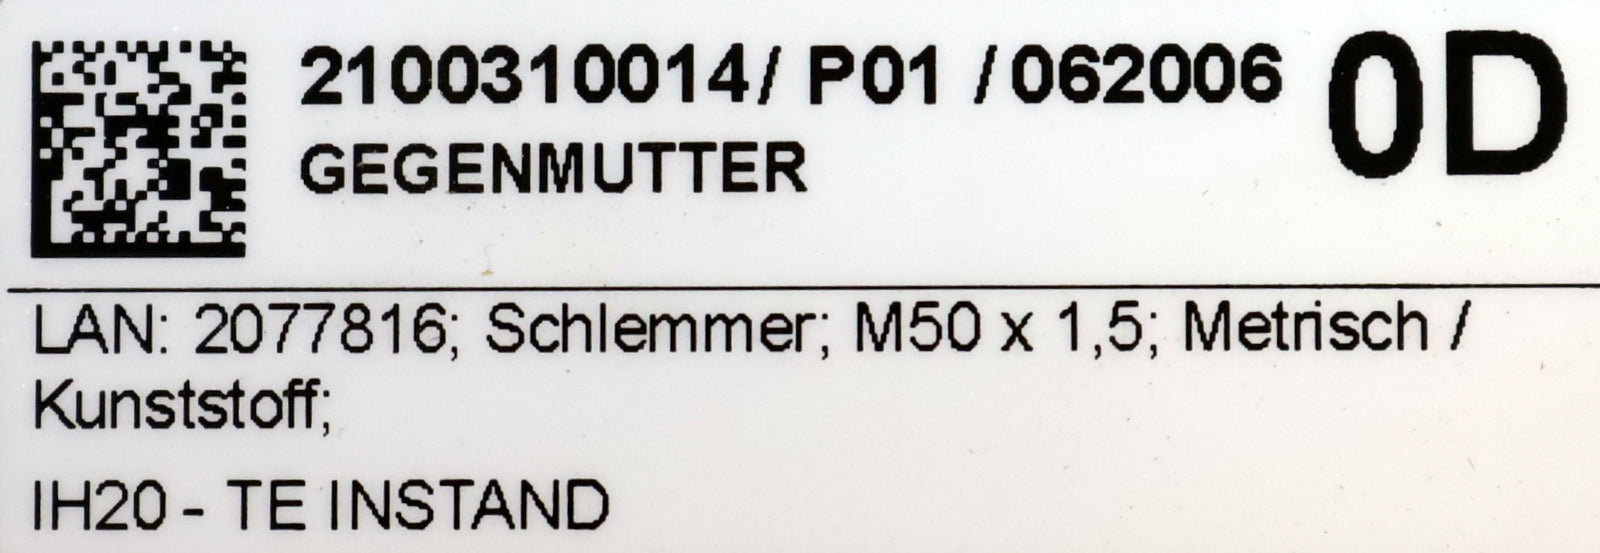 2100310014/ P01 /062006 0D
GEGENMUTTER
LAN: 2077816; Schlemmer; M50 x 1,5; Metrisch /
Kunststoff;
IH20 - TE INSTAND